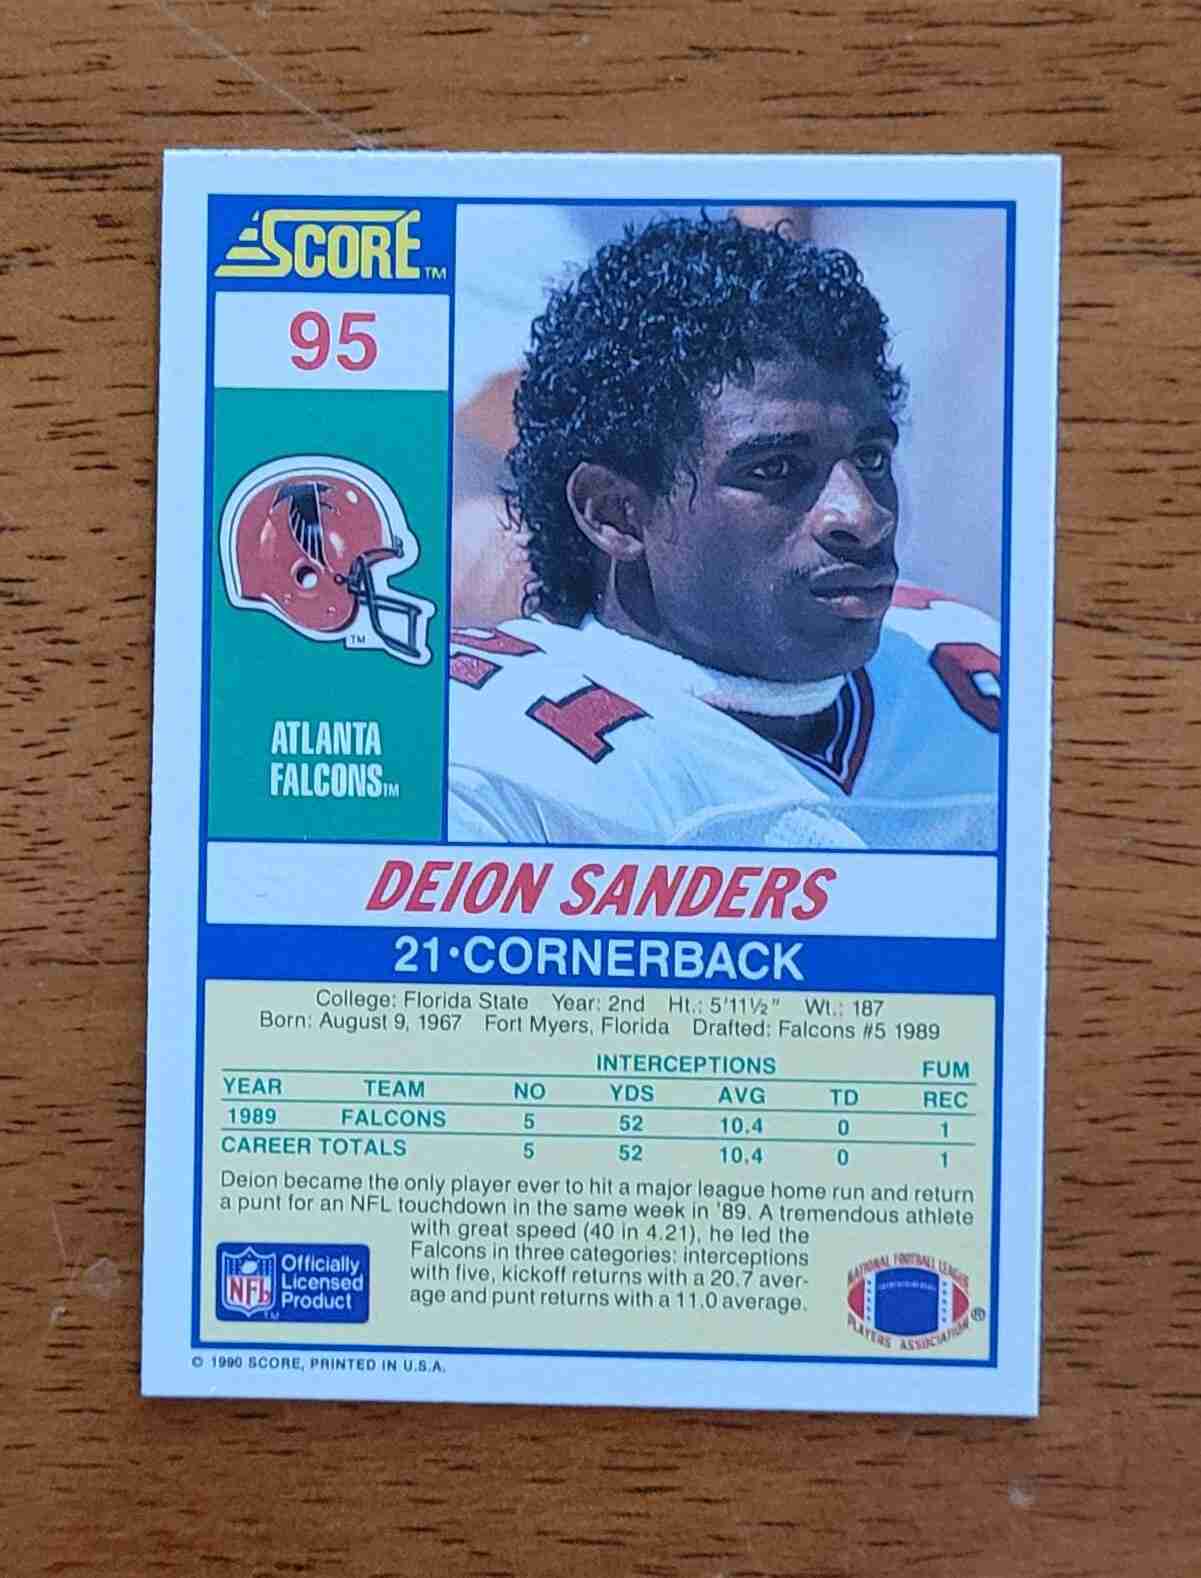 SCORE™
95
TM
ATLANTA
FALCONS™
21
DEION SANDERS
21·CORNERBACK
College: Florida State Year: 2nd Ht.: 5'11½" Wt.: 187
Born: August 9, 1967 Fort Myers, Florida Drafted: Falcons #5 1989
INTERCEPTIONS FUM
YEAR TEAM NO YDS AVG TD REC
1989 FALCONS 5 52 10.4 0 1
CAREER TOTALS 5 52 10.4 0 1
Deion became the only player ever to hit a major league home run and return
a punt for an NFL touchdown in the same week in '89. A tremendous athlete
with great speed (40 in 4.21), he led the
Falcons in three categories: interceptions
with five, kickoff returns with a 20.7 aver-
age and punt returns with a 11.0 average.
NFL
TM
Officially
Licensed
Product
NATIONAL FOOTBALL LEAGUE
PLAYERS ASSOCIATION ®
© 1990 SCORE, PRINTED IN U.S.A.